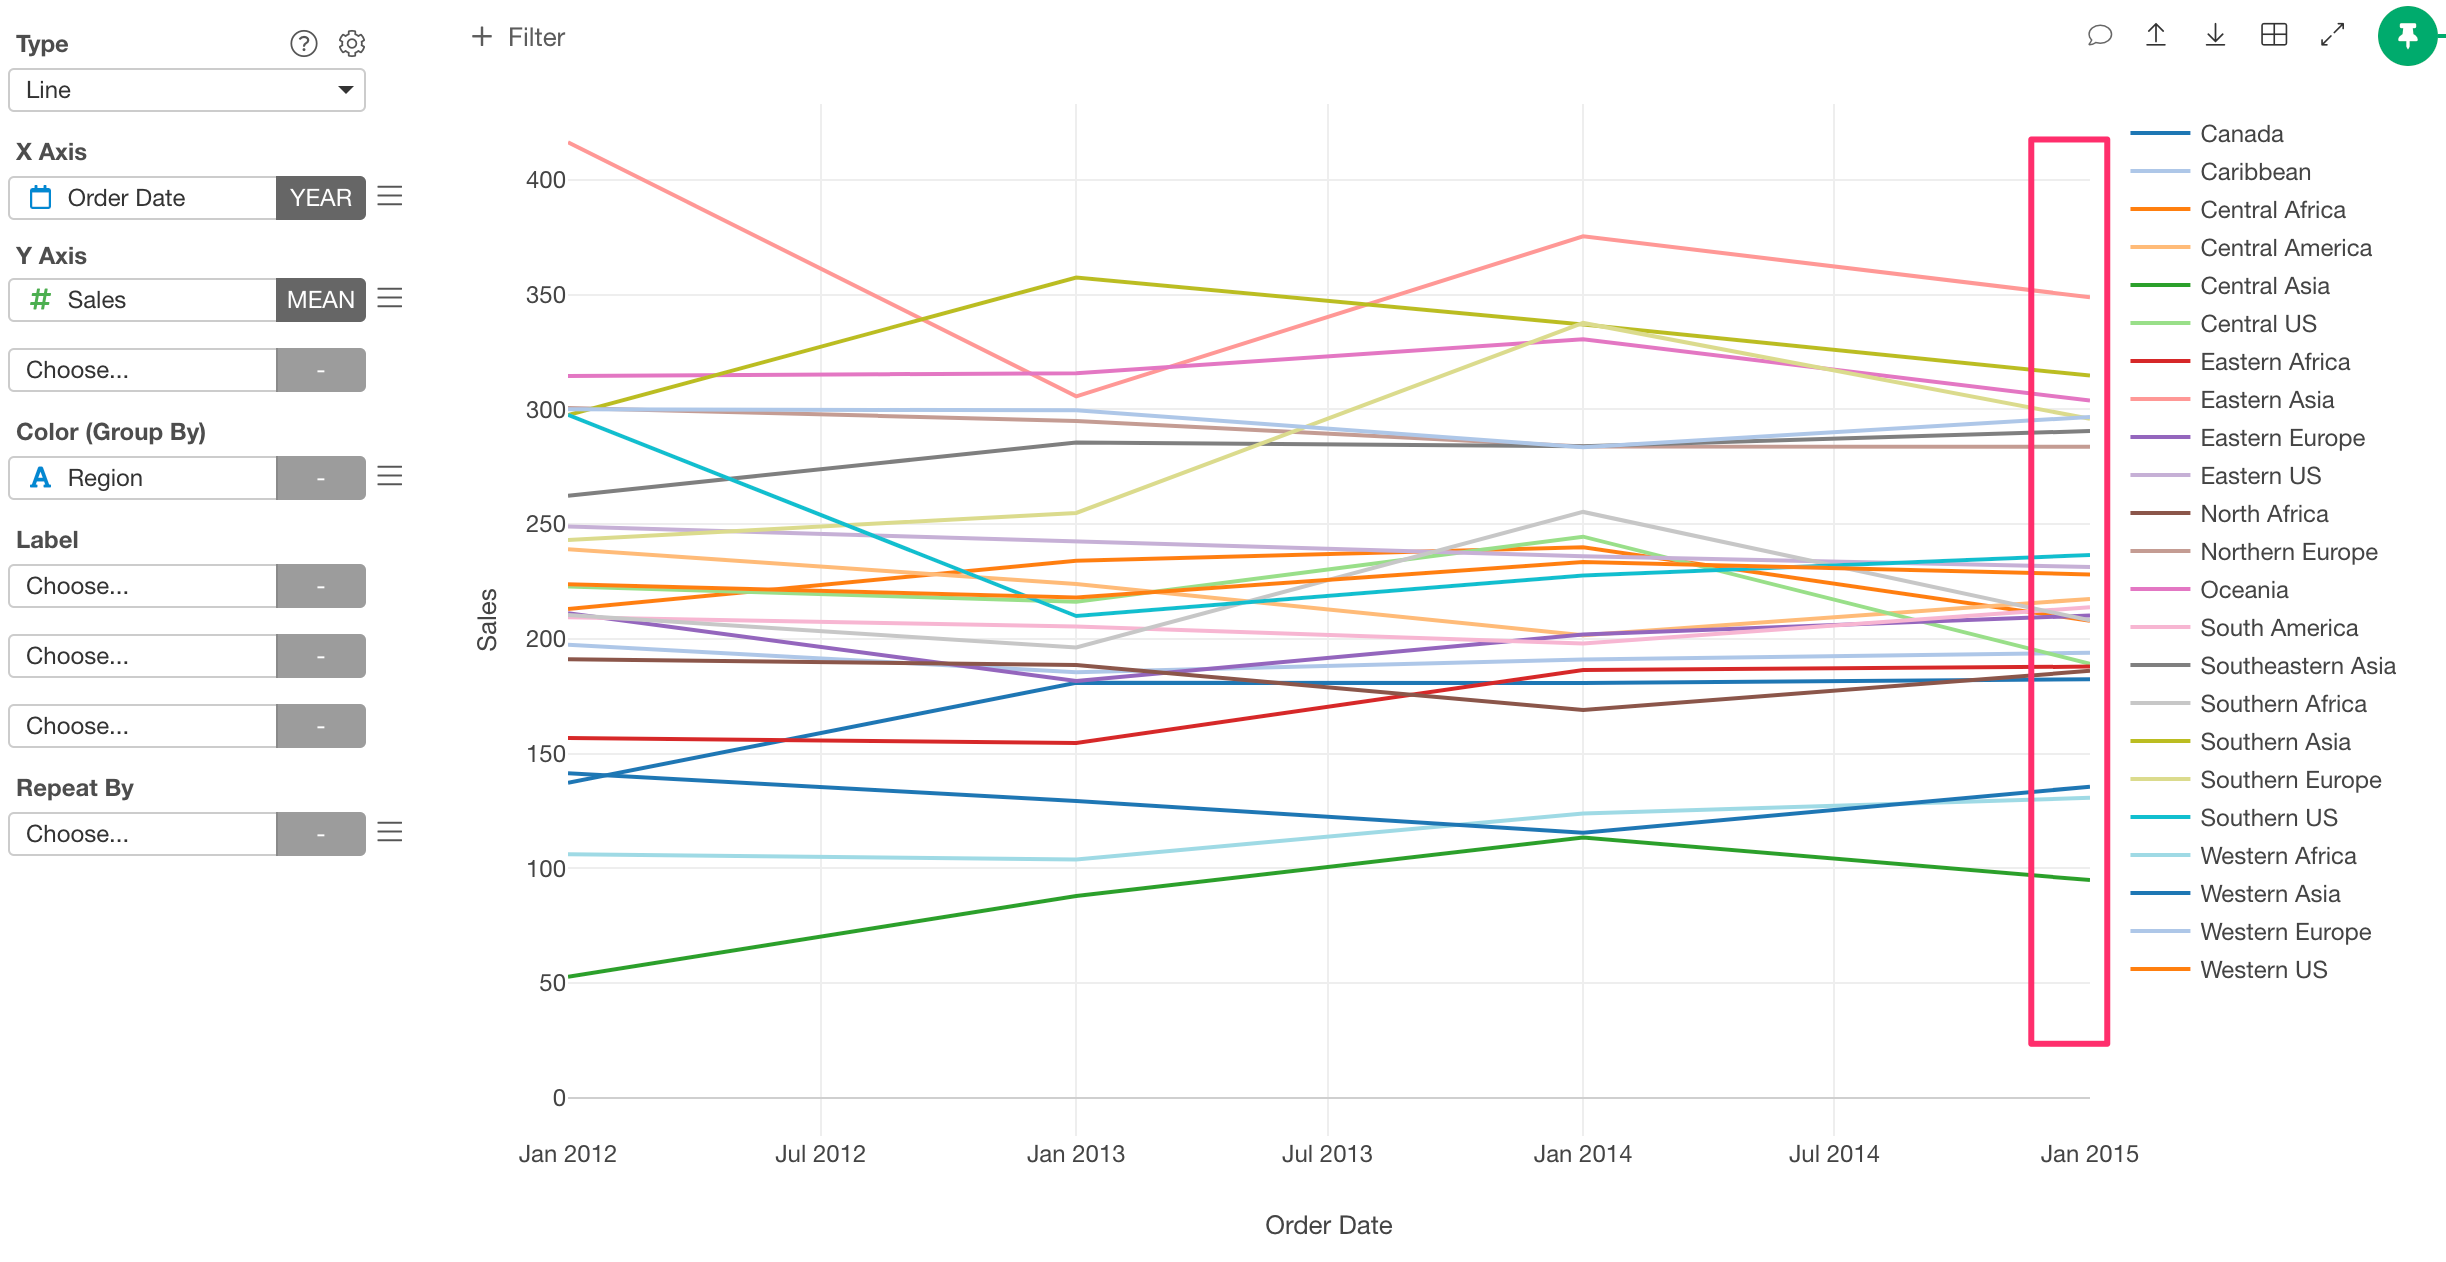 Type
Line
X Axis
Order Date YEAR
Y Axis
# Sales MEAN
Choose... -
Color (Group By)
A Region -
Label
Choose... -
Choose... -
Choose... -
Repeat By
Choose... -
+ Filter
400
350
300
250
200
150
100
50
0
Sales
Jan 2012 Jul 2012 Jan 2013 Jul 2013 Jan 2014 Jul 2014 Jan 2015
Order Date
Canada
Caribbean
Central Africa
Central America
Central Asia
Central US
Eastern Africa
Eastern Asia
Eastern Europe
Eastern US
North Africa
Northern Europe
Oceania
South America
Southeastern Asia
Southern Africa
Southern Asia
Southern Europe
Southern US
Western Africa
Western Asia
Western Europe
Western US